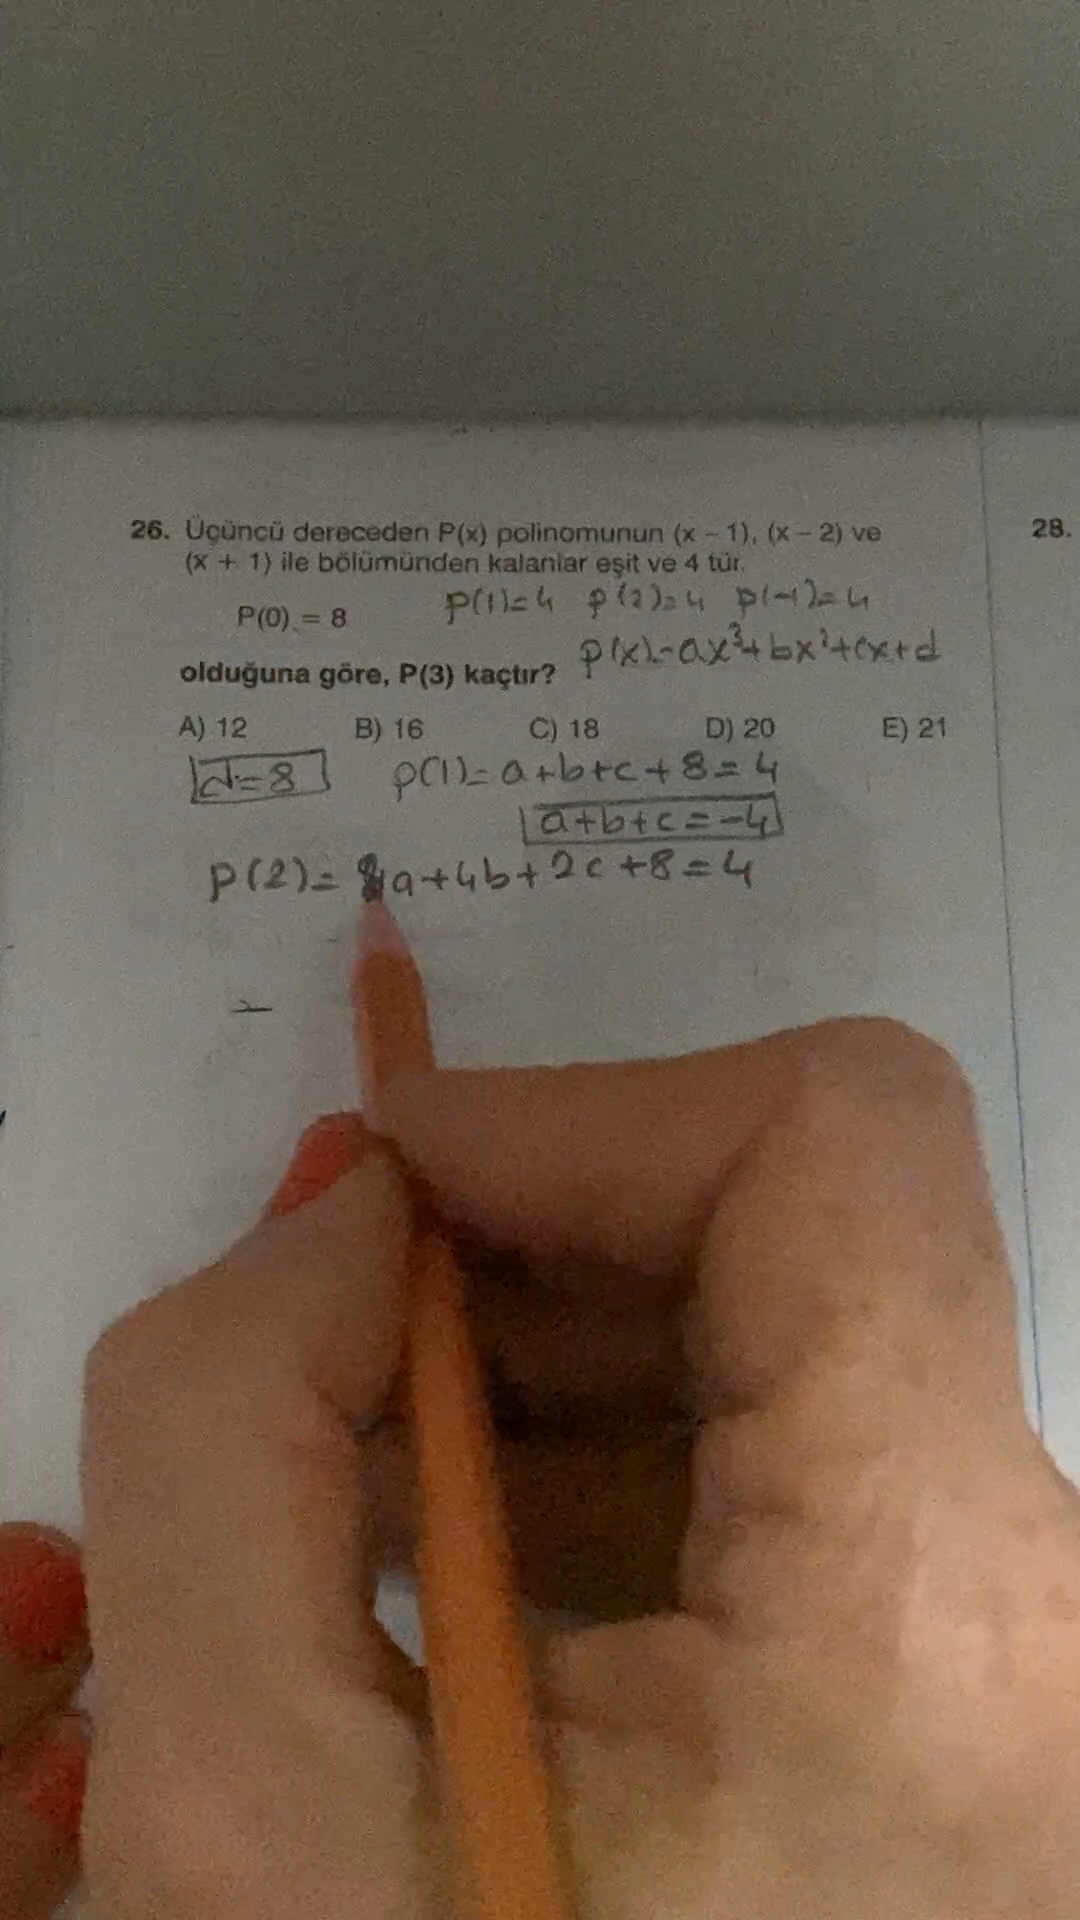 26. Üçüncü dereceden P(x) polinomunun (x - 1), (x - 2) ve
(x + 1) ile bölümünden kalanlar eşit ve 4 tür.
p(1)=4 p(2)=4 p(-1)=4
P(0) = 8
p(x)=ax³+bx²+cx+d
olduğuna göre, P(3) kaçtır?
A) 12 B) 16 C) 18 D) 20 E) 21
d=8 p(1)=a+b+c+8=4
a+b+c=-4
p(2)=8a+4b+2c+8=4
28.